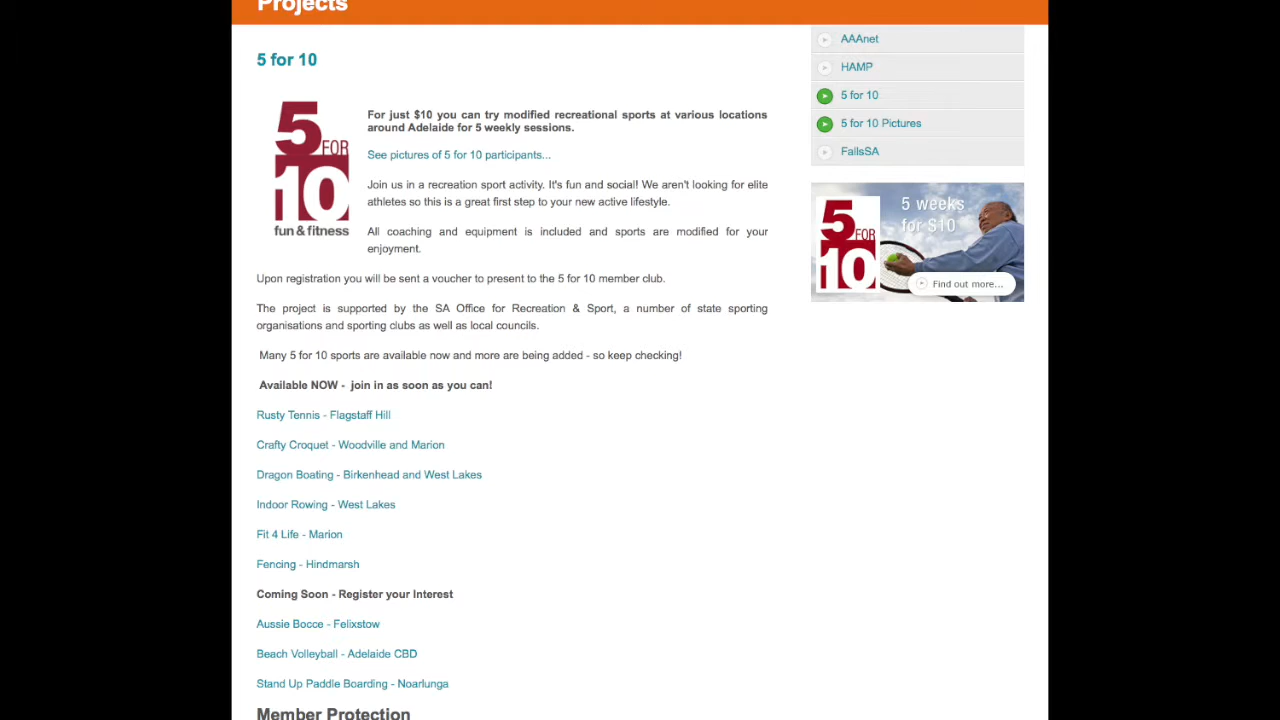 Projects
5 for 10
5
FOR
10
fun & fitness
For just $10 you can try modified recreational sports at various locations
around Adelaide for 5 weekly sessions.
See pictures of 5 for 10 participants...
Join us in a recreation sport activity. It's fun and social! We aren't looking for elite
athletes so this is a great first step to your new active lifestyle.
All coaching and equipment is included and sports are modified for your
enjoyment.
Upon registration you will be sent a voucher to present to the 5 for 10 member club.
The project is supported by the SA Office for Recreation & Sport, a number of state sporting
organisations and sporting clubs as well as local councils.
Many 5 for 10 sports are available now and more are being added - so keep checking!
Available NOW - join in as soon as you can!
Rusty Tennis - Flagstaff Hill
Crafty Croquet - Woodville and Marion
Dragon Boating - Birkenhead and West Lakes
Indoor Rowing - West Lakes
Fit 4 Life - Marion
Fencing - Hindmarsh
Coming Soon - Register your Interest
Aussie Bocce - Felixstow
Beach Volleyball - Adelaide CBD
Stand Up Paddle Boarding - Noarlunga
Member Protection
AAAnet
HAMP
5 for 10
5 for 10 Pictures
FallsSA
5
FOR
10
5 weeks
for $10
Find out more...